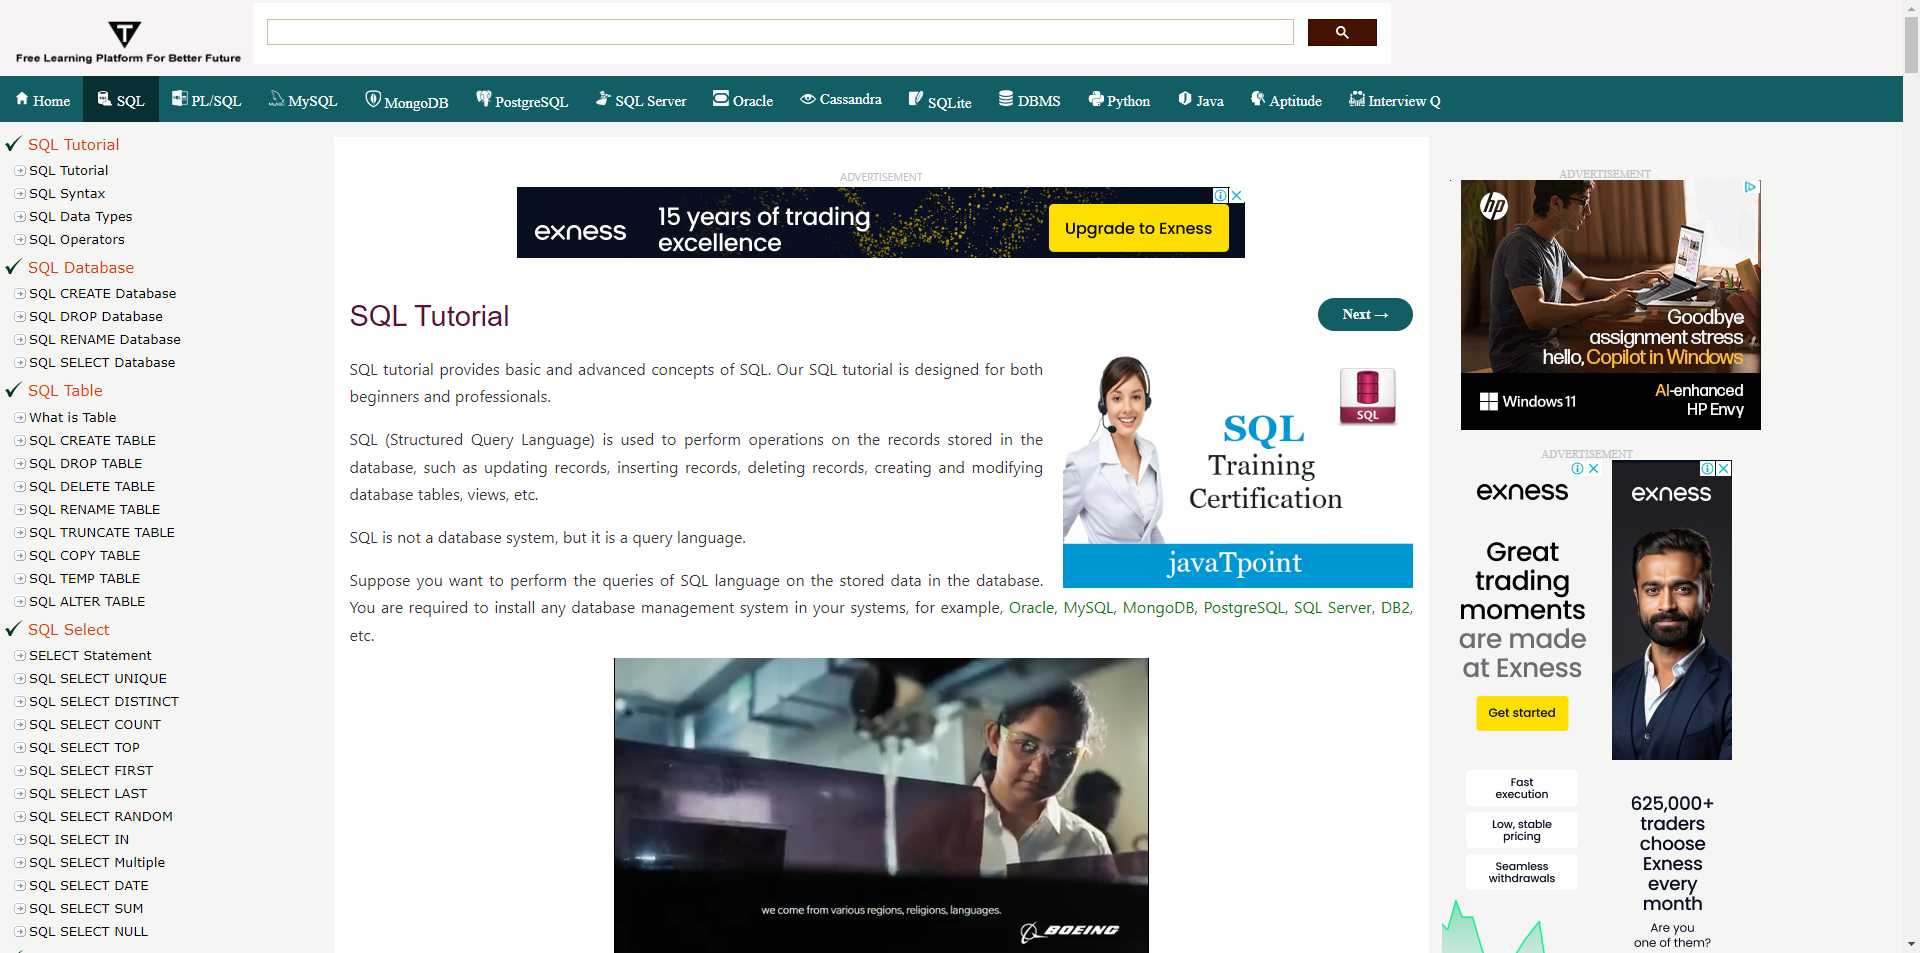 T
Free Learning Platform For Better Future
Home
SQL
PL/SQL
MySQL
MongoDB
PostgreSQL
SQL Server
Oracle
Cassandra
SQLite
DBMS
Python
Java
Aptitude
Interview Q
SQL Tutorial
SQL Tutorial
SQL Syntax
SQL Data Types
SQL Operators
SQL Database
SQL CREATE Database
SQL DROP Database
SQL RENAME Database
SQL SELECT Database
SQL Table
What is Table
SQL CREATE TABLE
SQL DROP TABLE
SQL DELETE TABLE
SQL RENAME TABLE
SQL TRUNCATE TABLE
SQL COPY TABLE
SQL TEMP TABLE
SQL ALTER TABLE
SQL Select
SELECT Statement
SQL SELECT UNIQUE
SQL SELECT DISTINCT
SQL SELECT COUNT
SQL SELECT TOP
SQL SELECT FIRST
SQL SELECT LAST
SQL SELECT RANDOM
SQL SELECT IN
SQL SELECT Multiple
SQL SELECT DATE
SQL SELECT SUM
SQL SELECT NULL
ADVERTISEMENT
exness
15 years of trading
excellence
Upgrade to Exness
SQL Tutorial
Next →
SQL tutorial provides basic and advanced concepts of SQL. Our SQL tutorial is designed for both
beginners and professionals.
SQL (Structured Query Language) is used to perform operations on the records stored in the
database, such as updating records, inserting records, deleting records, creating and modifying
database tables, views, etc.
SQL is not a database system, but it is a query language.
Suppose you want to perform the queries of SQL language on the stored data in the database.
You are required to install any database management system in your systems, for example, Oracle, MySQL, MongoDB, PostgreSQL, SQL Server, DB2,
etc.
SQL
SQL
Training
Certification
javaTpoint
we come from various regions, religions, languages.
BOEING
ADVERTISEMENT
hp
Goodbye
assignment stress
hello, Copilot in Windows
Windows 11
AI-enhanced
HP Envy
ADVERTISEMENT
exness
Great
trading
moments
are made
at Exness
Get started
Fast
execution
Low, stable
pricing
Seamless
withdrawals
exness
625,000+
traders
choose
Exness
every
month
Are you
one of them?